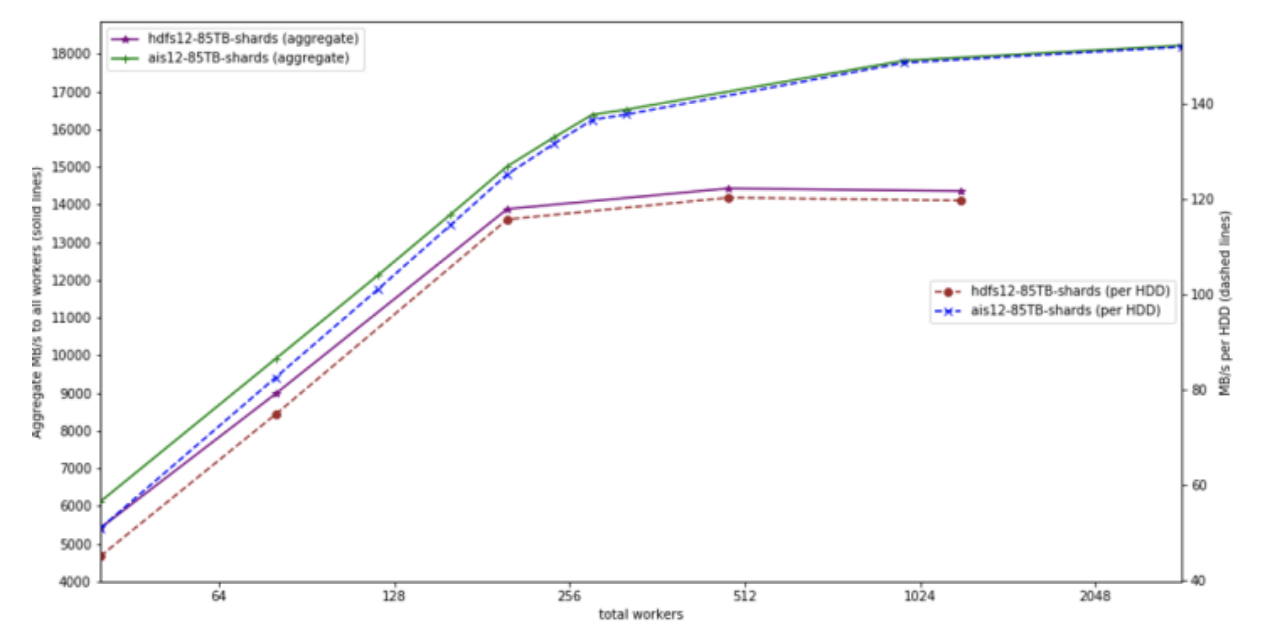 hdfs12-85TB-shards (aggregate)
ais12-85TB-shards (aggregate)
18000
17000
16000
15000
14000
13000
12000
11000
10000
9000
8000
7000
6000
5000
4000
Aggregate MB/s to all workers (solid lines)
140
120
100
80
60
40
MB/s per HDD (dashed lines)
hdfs12-85TB-shards (per HDD)
ais12-85TB-shards (per HDD)
64 128 256 512 1024 2048
total workers